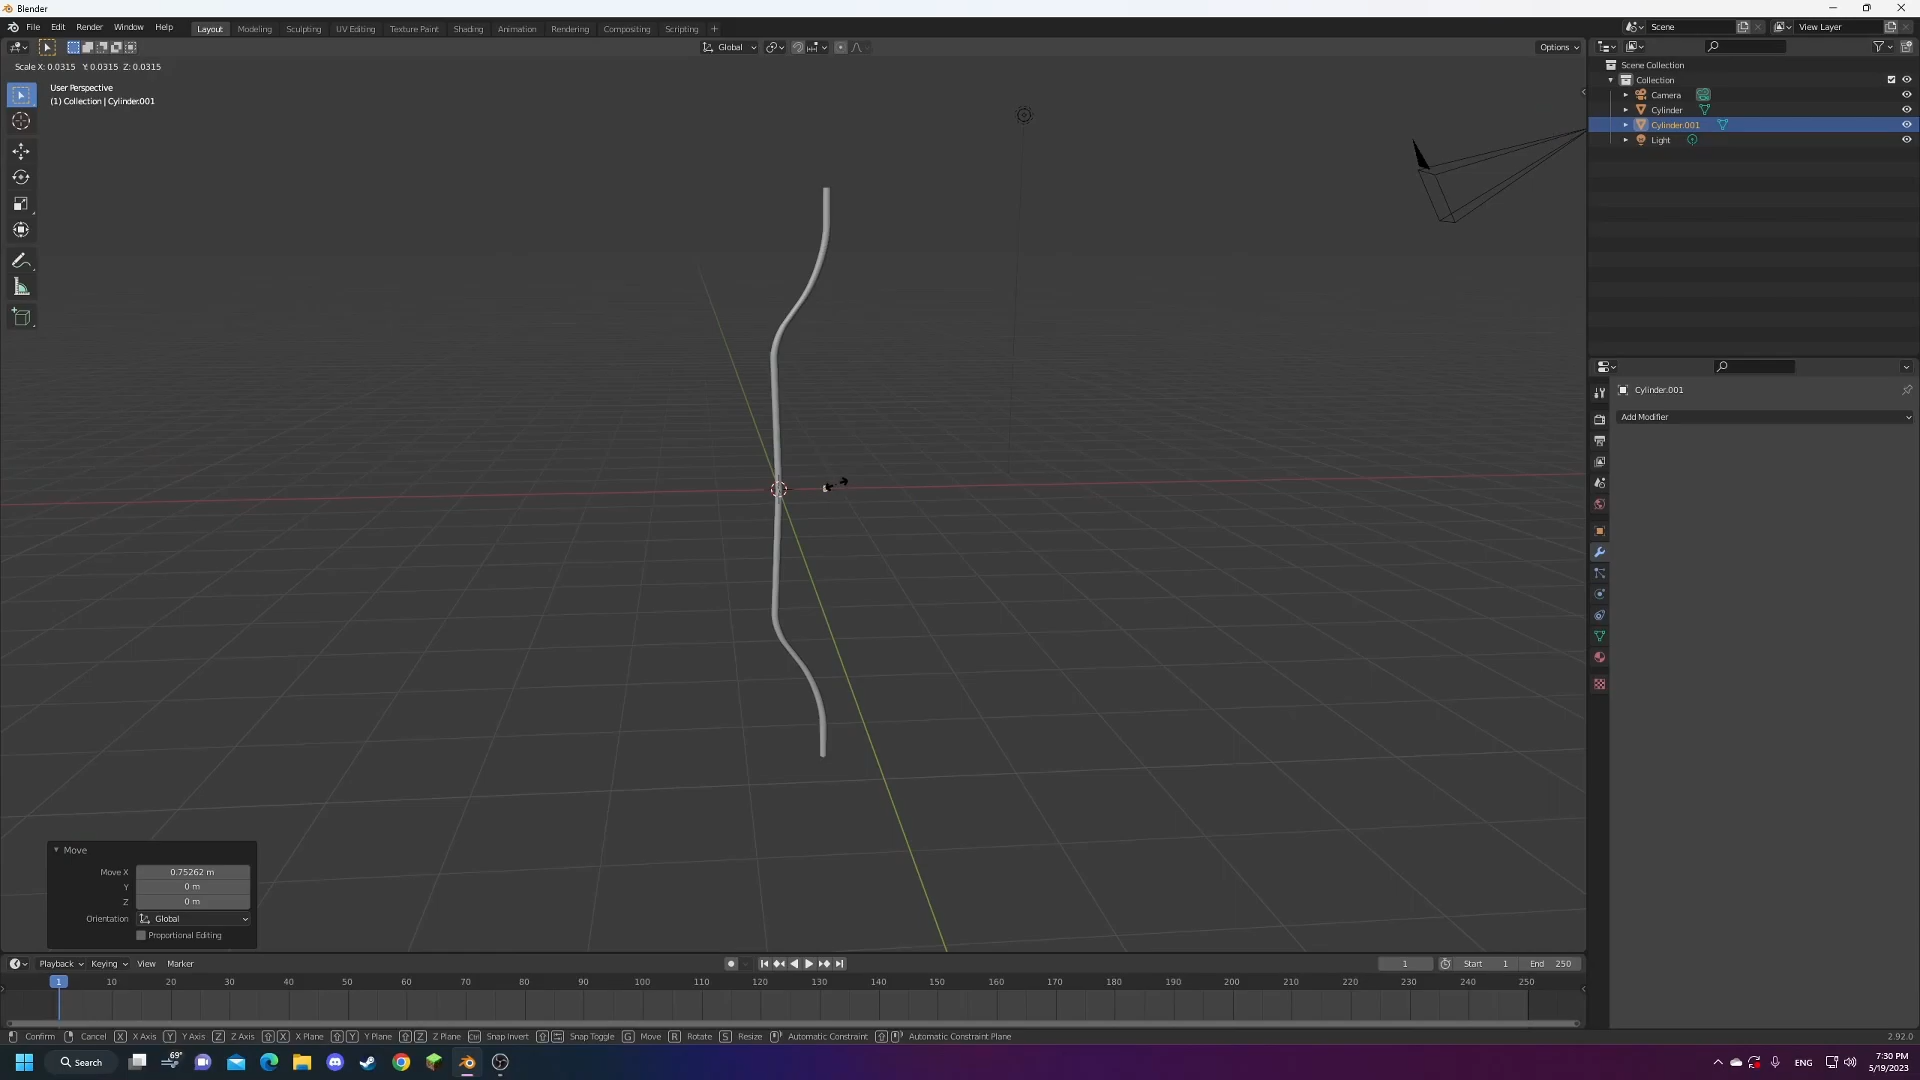 Blender
File Edit Render Window Help Layout Modeling Sculpting UV Editing Texture Paint Shading Animation Rendering Compositing Scripting + Scene View Layer
Global Options
Scale X: 0.0315 Y: 0.0315 Z: 0.0315
User Perspective
(1) Collection | Cylinder.001
Scene Collection
Collection
Camera
Cylinder
Cylinder.001
Light
Cylinder.001
Add Modifier
Move
Move X 0.75262 m
Y 0 m
Z 0 m
Orientation Global
Proportional Editing
Playback Keying View Marker 1 Start 1 End 250
1 10 20 30 40 50 60 70 80 90 100 110 120 130 140 150 160 170 180 190 200 210 220 230 240 250
Confirm Cancel X X Axis Y Y Axis Z Z Axis X X Plane Y Y Plane Z Z Plane Ctrl Snap Invert Snap Toggle G Move R Rotate S Resize Automatic Constraint Automatic Constraint Plane 2.92.0
Search 69° ENG 7:30 PM
5/19/2023